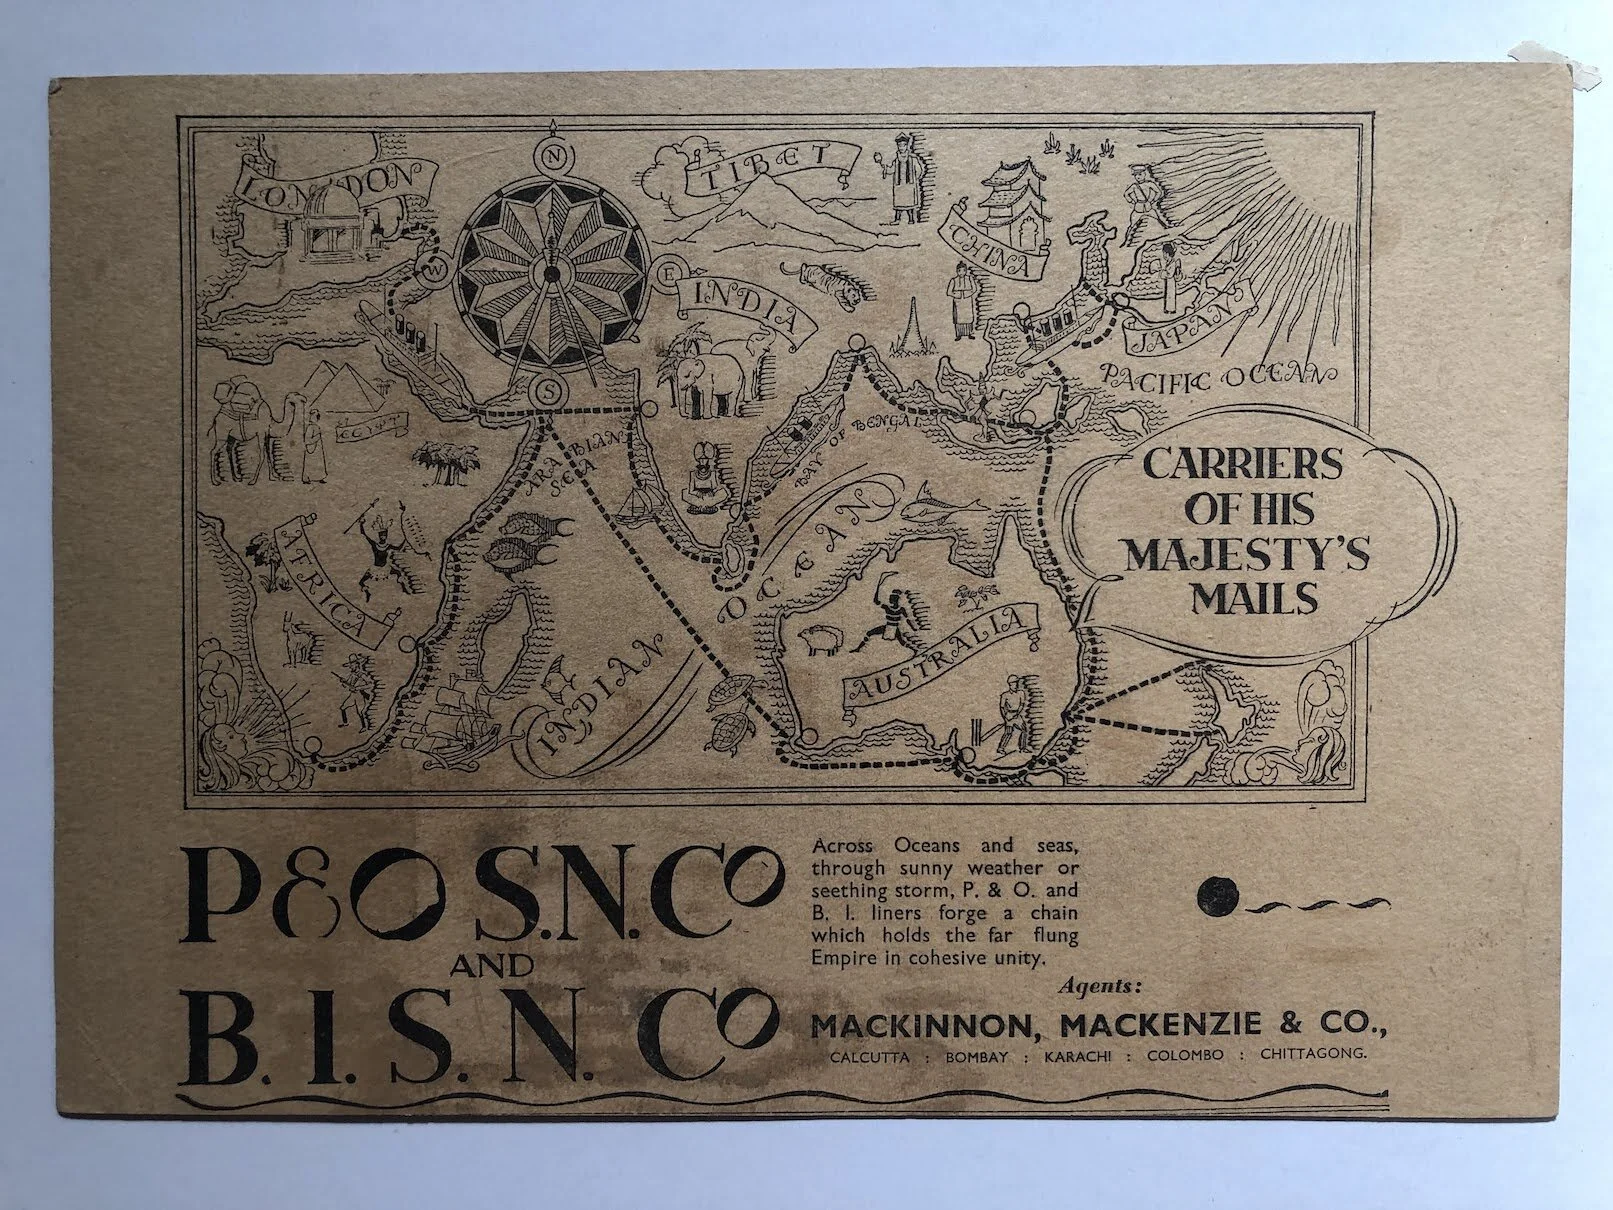 LONDON
N
TIBET
CHINA
W
E
INDIA
JAPAN
PACIFIC OCEAN
S
EGYPT
ARABIAN
SEA
BAY OF BENGAL
CARRIERS
OF HIS
MAJESTY'S
MAILS
AFRICA
INDIAN OCEAN
AUSTRALIA
P&O S.N.CO
AND
B. I. S. N. CO
Across Oceans and seas,
through sunny weather or
seething storm, P. & O. and
B. I. liners forge a chain
which holds the far flung
Empire in cohesive unity.
Agents:
MACKINNON, MACKENZIE & CO.,
CALCUTTA : BOMBAY : KARACHI : COLOMBO : CHITTAGONG.